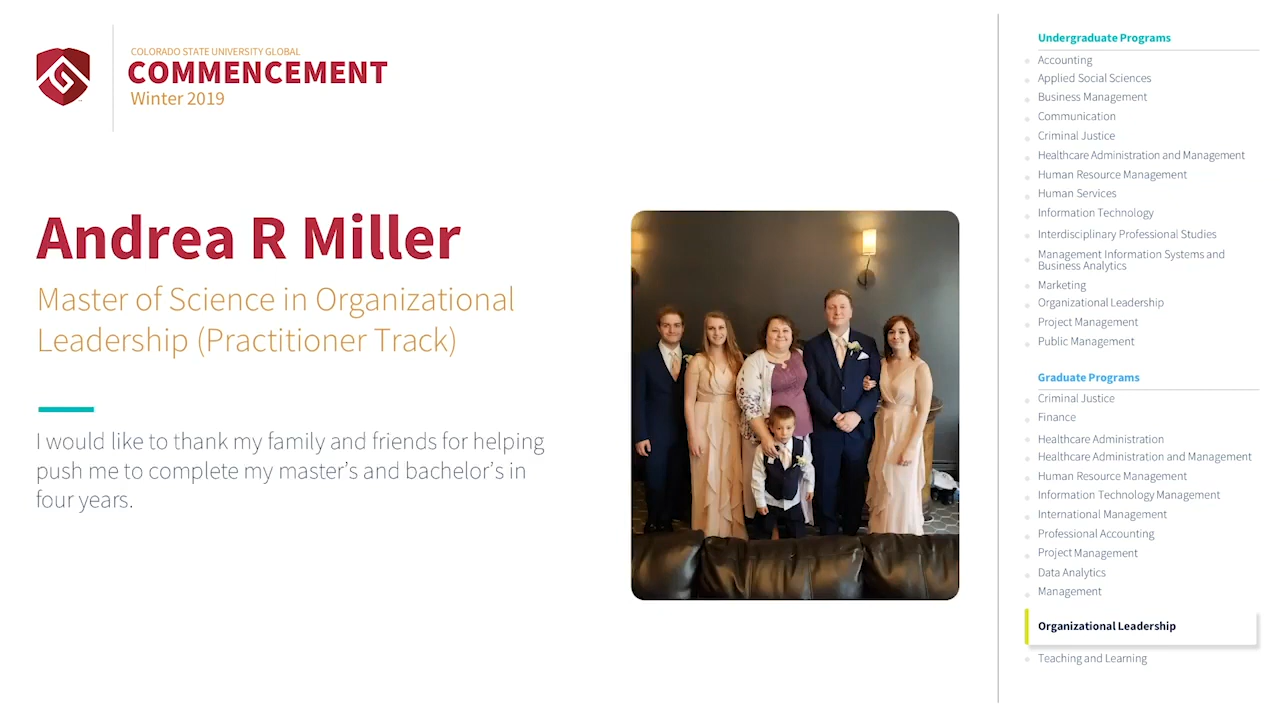 COLORADO STATE UNIVERSITY GLOBAL
COMMENCEMENT
Winter 2019
Andrea R Miller
Master of Science in Organizational
Leadership (Practitioner Track)
I would like to thank my family and friends for helping
push me to complete my master’s and bachelor’s in
four years.
Undergraduate Programs
Accounting
Applied Social Sciences
Business Management
Communication
Criminal Justice
Healthcare Administration and Management
Human Resource Management
Human Services
Information Technology
Interdisciplinary Professional Studies
Management Information Systems and
Business Analytics
Marketing
Organizational Leadership
Project Management
Public Management
Graduate Programs
Criminal Justice
Finance
Healthcare Administration
Healthcare Administration and Management
Human Resource Management
Information Technology Management
International Management
Professional Accounting
Project Management
Data Analytics
Management
Organizational Leadership
Teaching and Learning